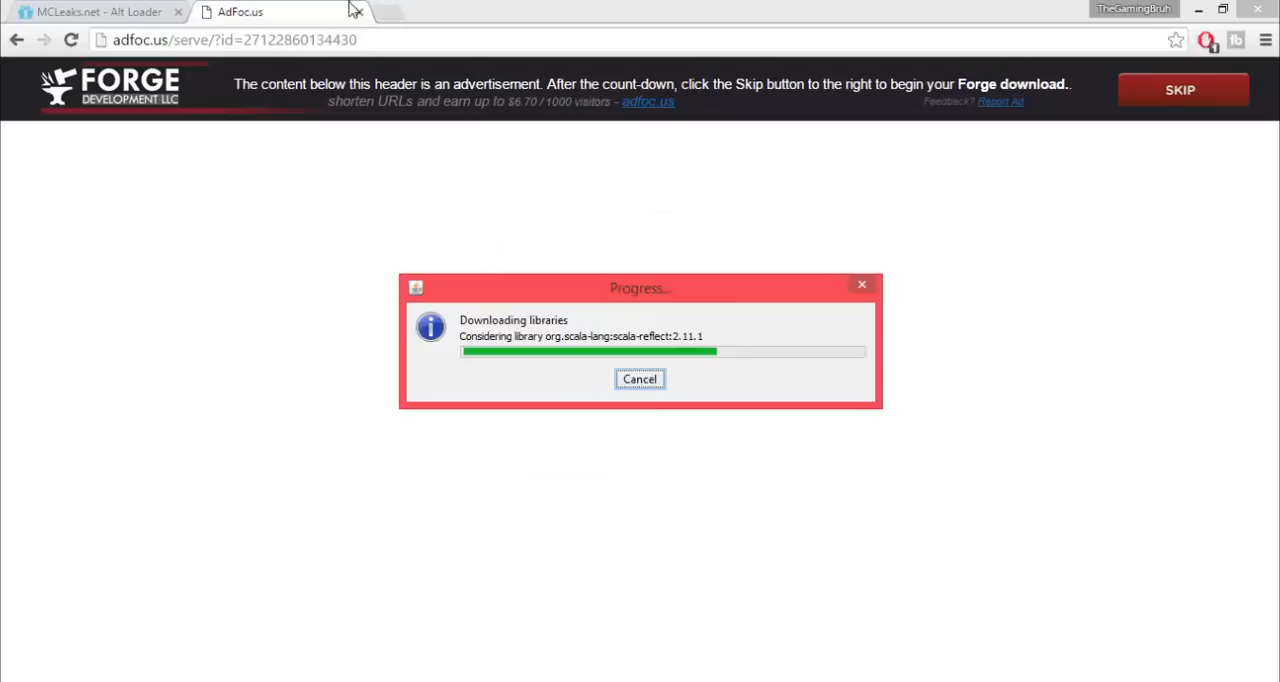 MCLeaks.net - Alt Loader
AdFoc.us
TheGamingBruh
adfoc.us/serve/?id=27122860134430
FORGE
DEVELOPMENT LLC
The content below this header is an advertisement. After the count-down, click the Skip button to the right to begin your Forge download..
shorten URLs and earn up to $6.70 / 1000 visitors - adfoc.us
Feedback? Report Ad
SKIP
Progress...
Downloading libraries
Considering library org.scala-lang:scala-reflect:2.11.1
Cancel